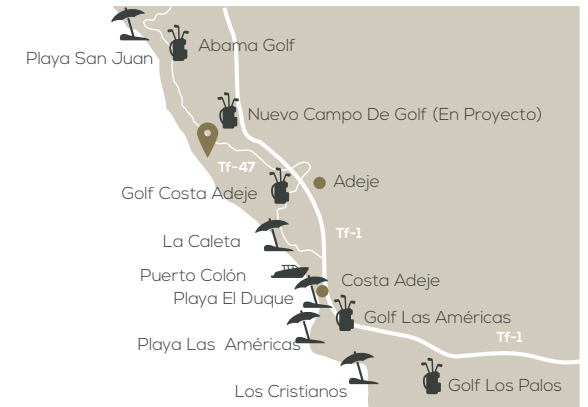 Abama Golf
Playa San Juan
Nuevo Campo De Golf (En Proyecto)
Tf-47
Adeje
Golf Costa Adeje
Tf-1
La Caleta
Puerto Colón
Costa Adeje
Playa El Duque
Golf Las Américas
Tf-1
Playa Las Américas
Golf Los Palos
Los Cristianos